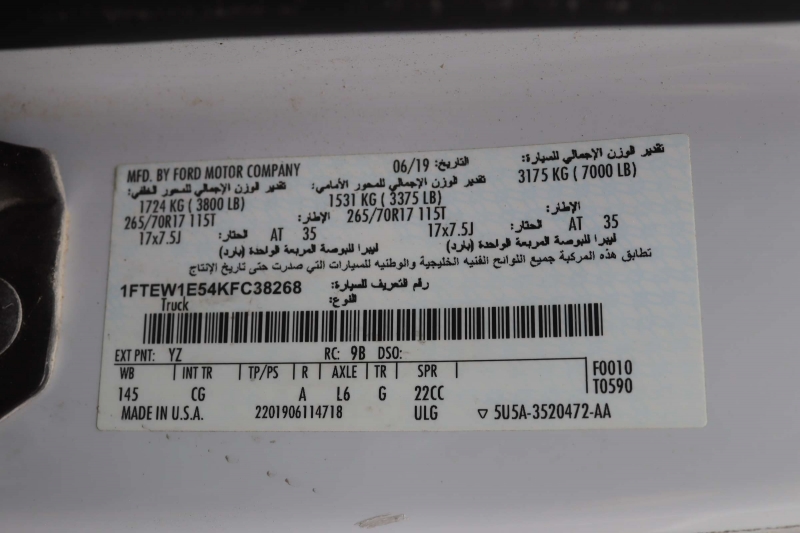 MFD. BY FORD MOTOR COMPANY 06/19 :التاريخ تقدير الوزن الإجمالي للسيارة:
3175 KG ( 7000 LB)
تقدير الوزن الإجمالي للمحور الخلفي: تقدير الوزن الإجمالي للمحور الأمامي:
1724 KG ( 3800 LB) 1531 KG ( 3375 LB)
265/70R17 115T الإطار: 265/70R17 115T الإطار:
17x7.5J الحتار: AT 35 17x7.5J الحتار: AT 35
ليبرا للبوصة المربعة الواحدة (بارد) ليبرا للبوصة المربعة الواحدة (بارد)
تطابق هذه المركبة جميع اللوائح الفنيه الخليجية والوطنيه للسيارات التي صدرت حتى تاريخ الإنتاج
1FTEW1E54KFC38268 رقم التعريف للسيارة:
Truck النوع:
EXT PNT: YZ RC: 9B DSO:
WB INT TR TP/PS R AXLE TR SPR F0010
145 CG A L6 G 22CC T0590
MADE IN U.S.A. 2201906114718 ULG ▽ 5U5A-3520472-AA